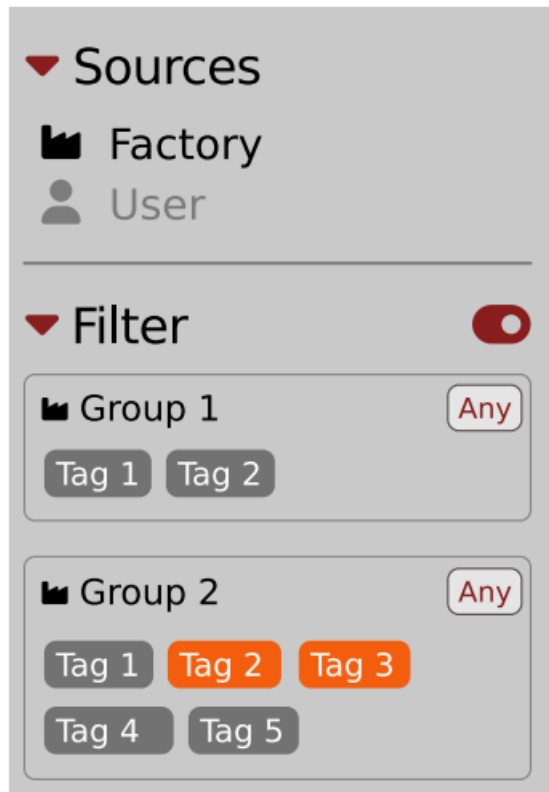 Sources
Factory
User
Filter
Group 1 Any
Tag 1 Tag 2
Group 2 Any
Tag 1 Tag 2 Tag 3
Tag 4 Tag 5